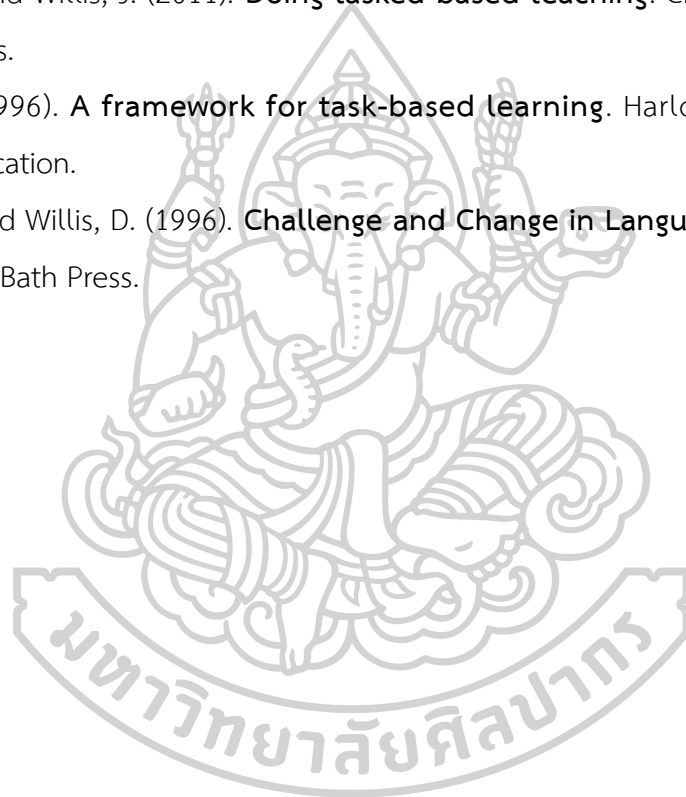 nd Willis, J. (2011). Doing tasked-based teaching.
s.
996). A framework for task-based learning. Harlo
cation.
d Willis, D. (1996). Challenge and Change in Langu
Bath Press.
มหาวิทยาลัยศิลปากร